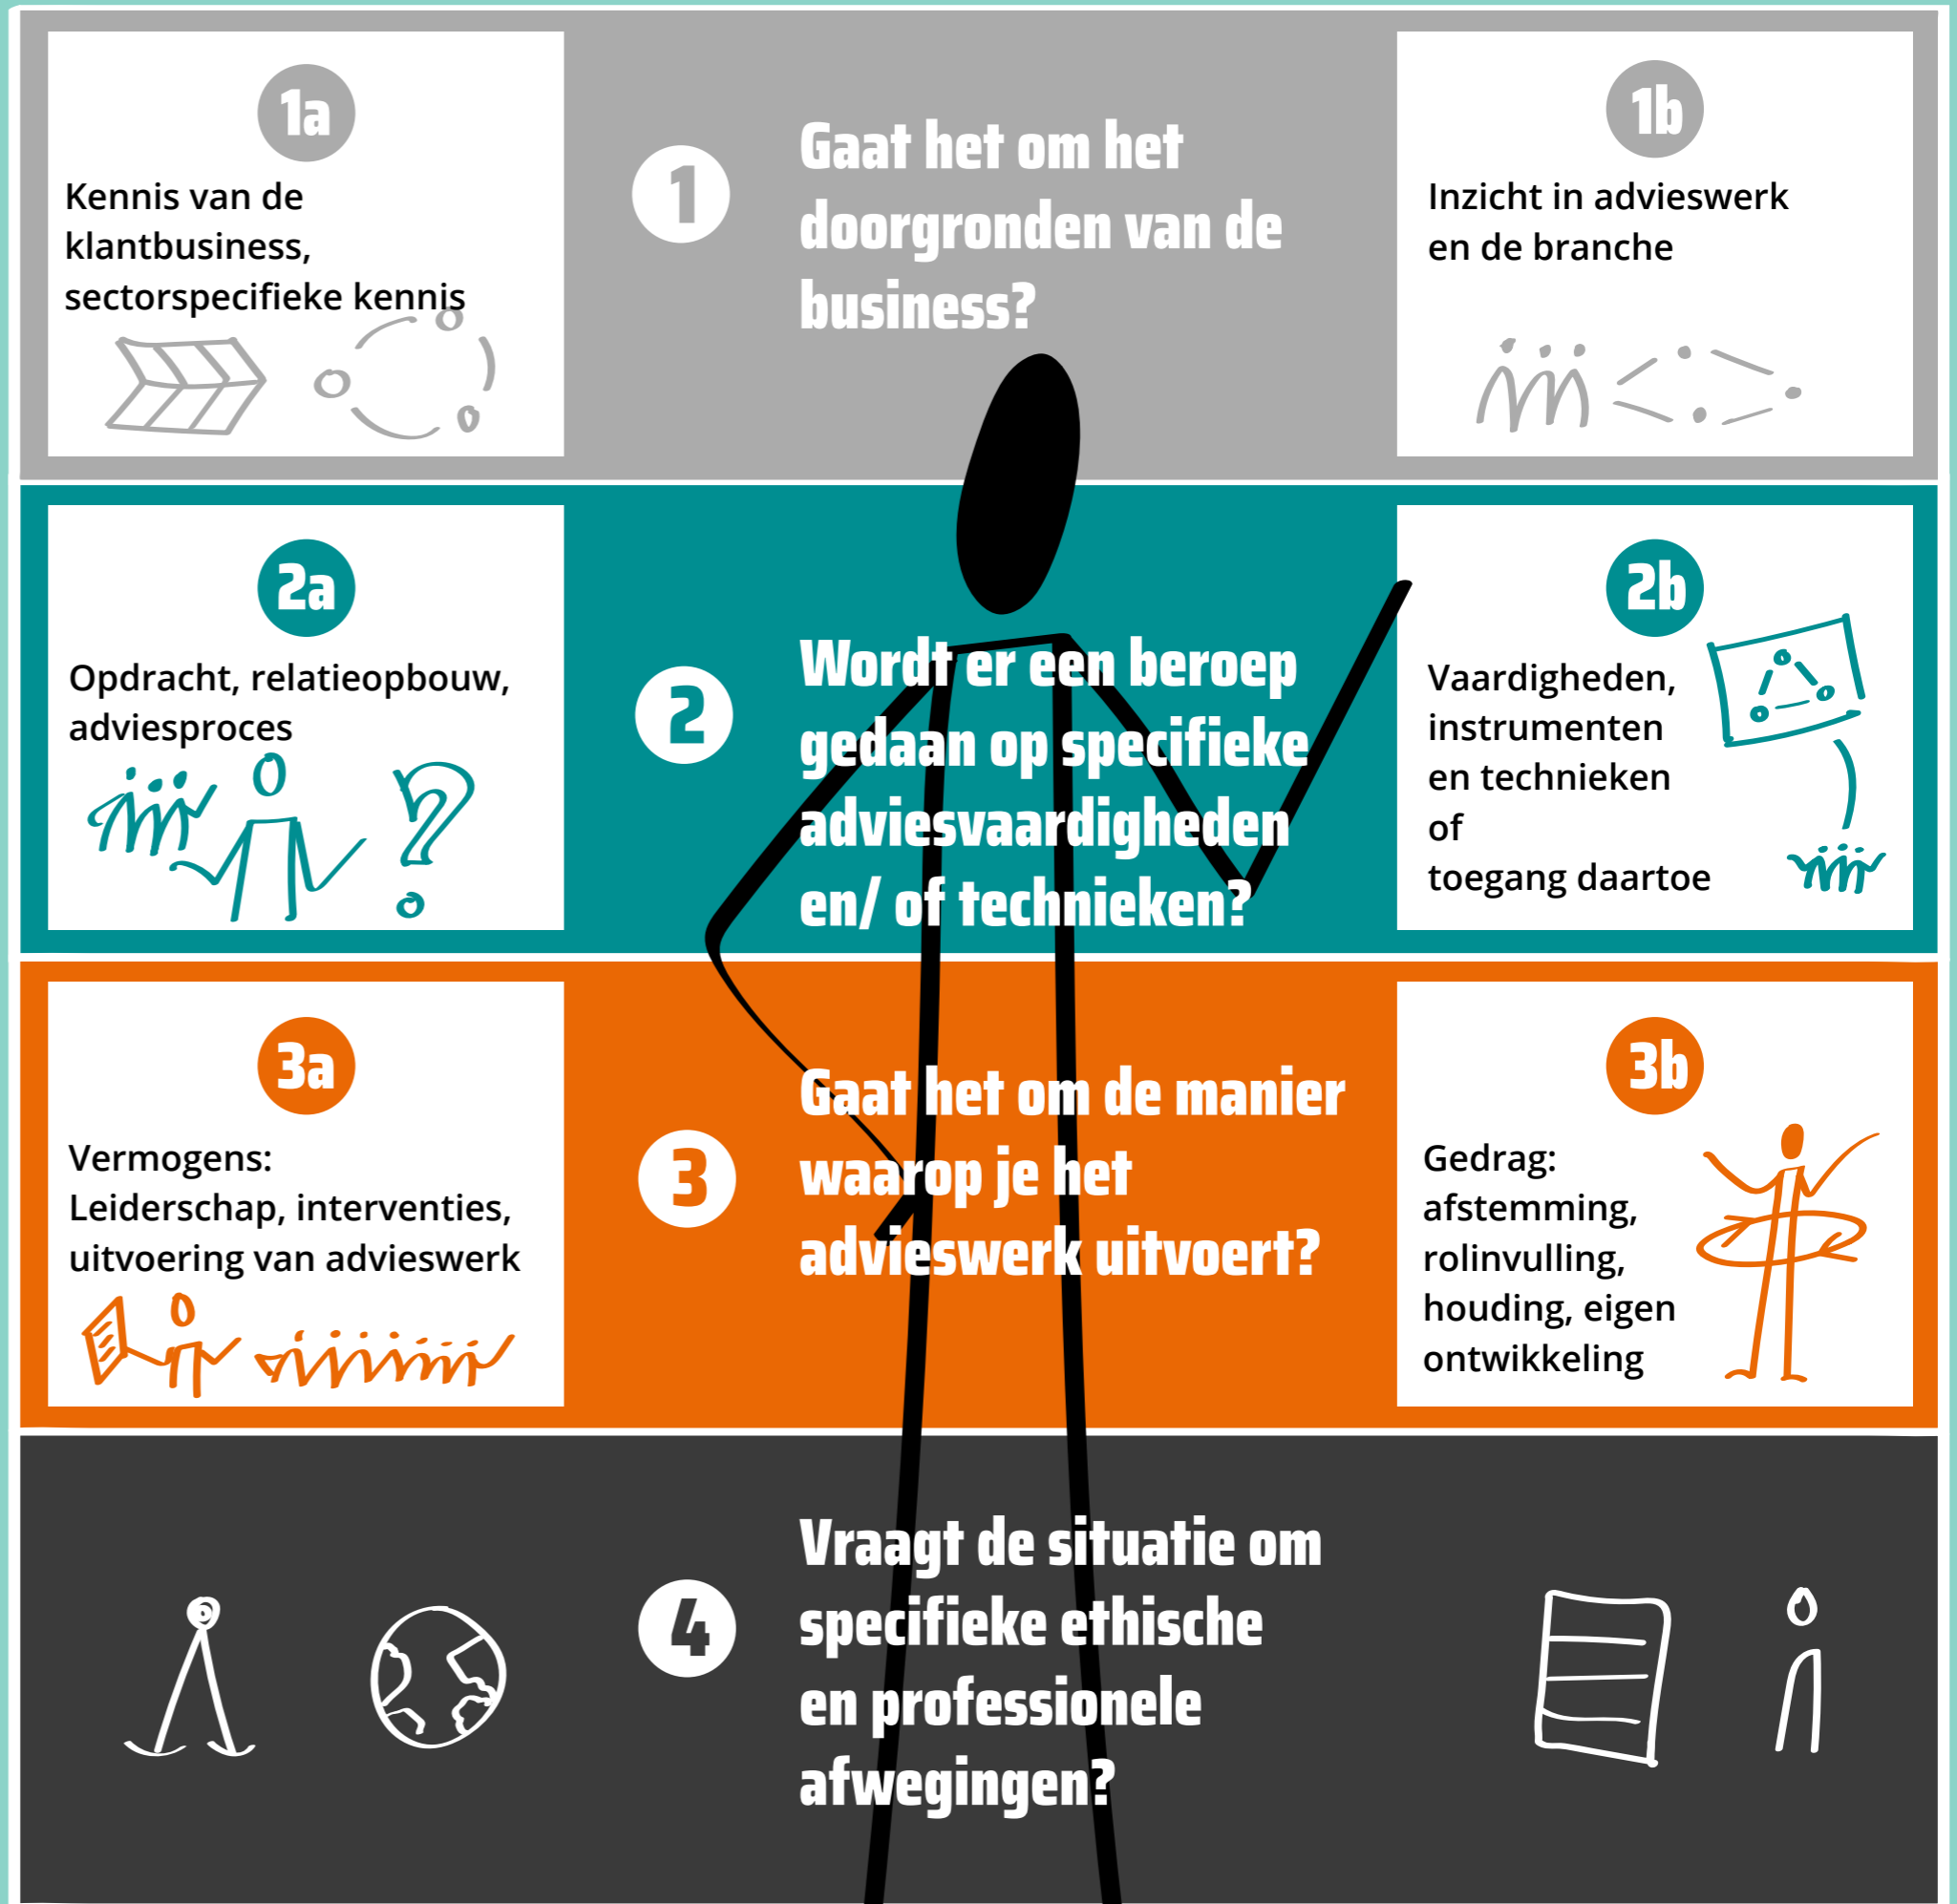 1a
Kennis van de
klantbusiness,
sectorspecifieke kennis
1
Gaat het om het
doorgronden van de
business?
1b
Inzicht in advieswerk
en de branche
2a
Opdracht, relatieopbouw,
adviesproces
2
Wordt er een beroep
gedaan op specifieke
adviesvaardigheden
en/ of technieken?
2b
Vaardigheden,
instrumenten
en technieken
of
toegang daartoe
3a
Vermogens:
Leiderschap, interventies,
uitvoering van advieswerk
3
Gaat het om de manier
waarop je het
advieswerk uitvoert?
3b
Gedrag:
afstemming,
rolinvulling,
houding, eigen
ontwikkeling
4
Vraagt de situatie om
specifieke ethische
en professionele
afwegingen?